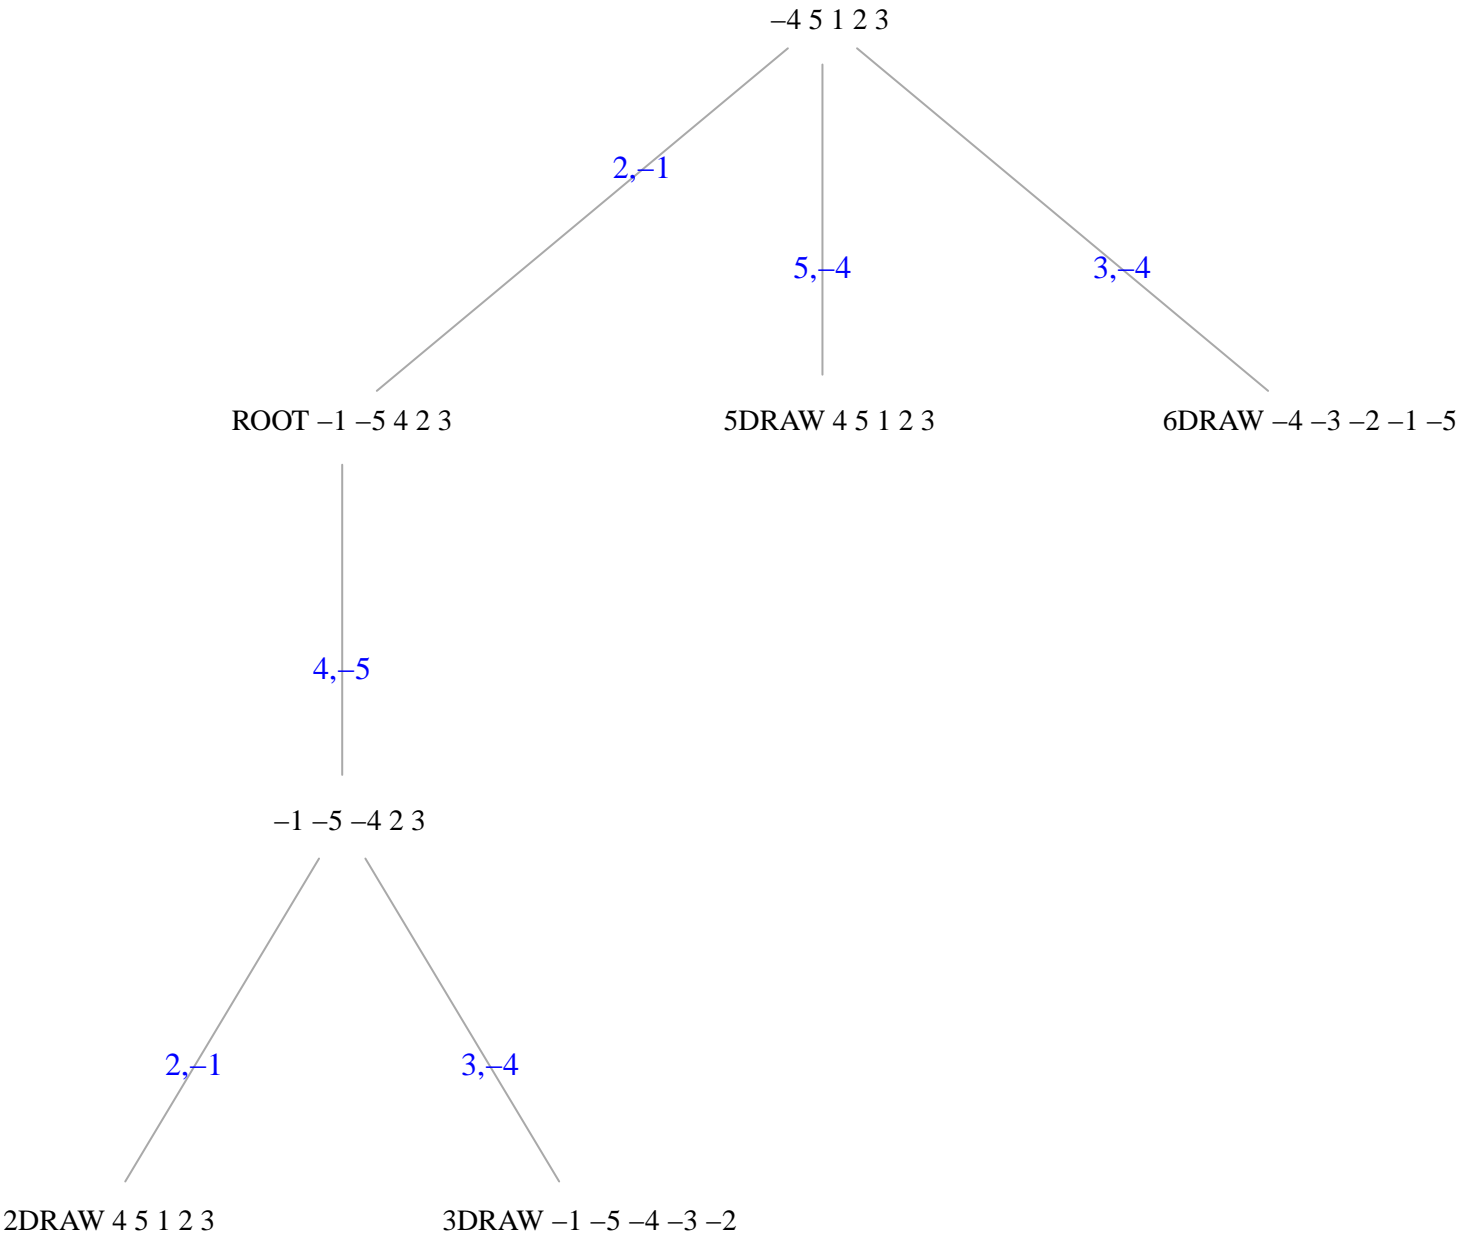 –4 5 1 2 3
2,–1
5,–4
3,–4
ROOT –1 –5 4 2 3
5DRAW 4 5 1 2 3
6DRAW –4 –3 –2 –1 –5
4,–5
–1 –5 –4 2 3
2,–1
3,–4
2DRAW 4 5 1 2 3
3DRAW –1 –5 –4 –3 –2